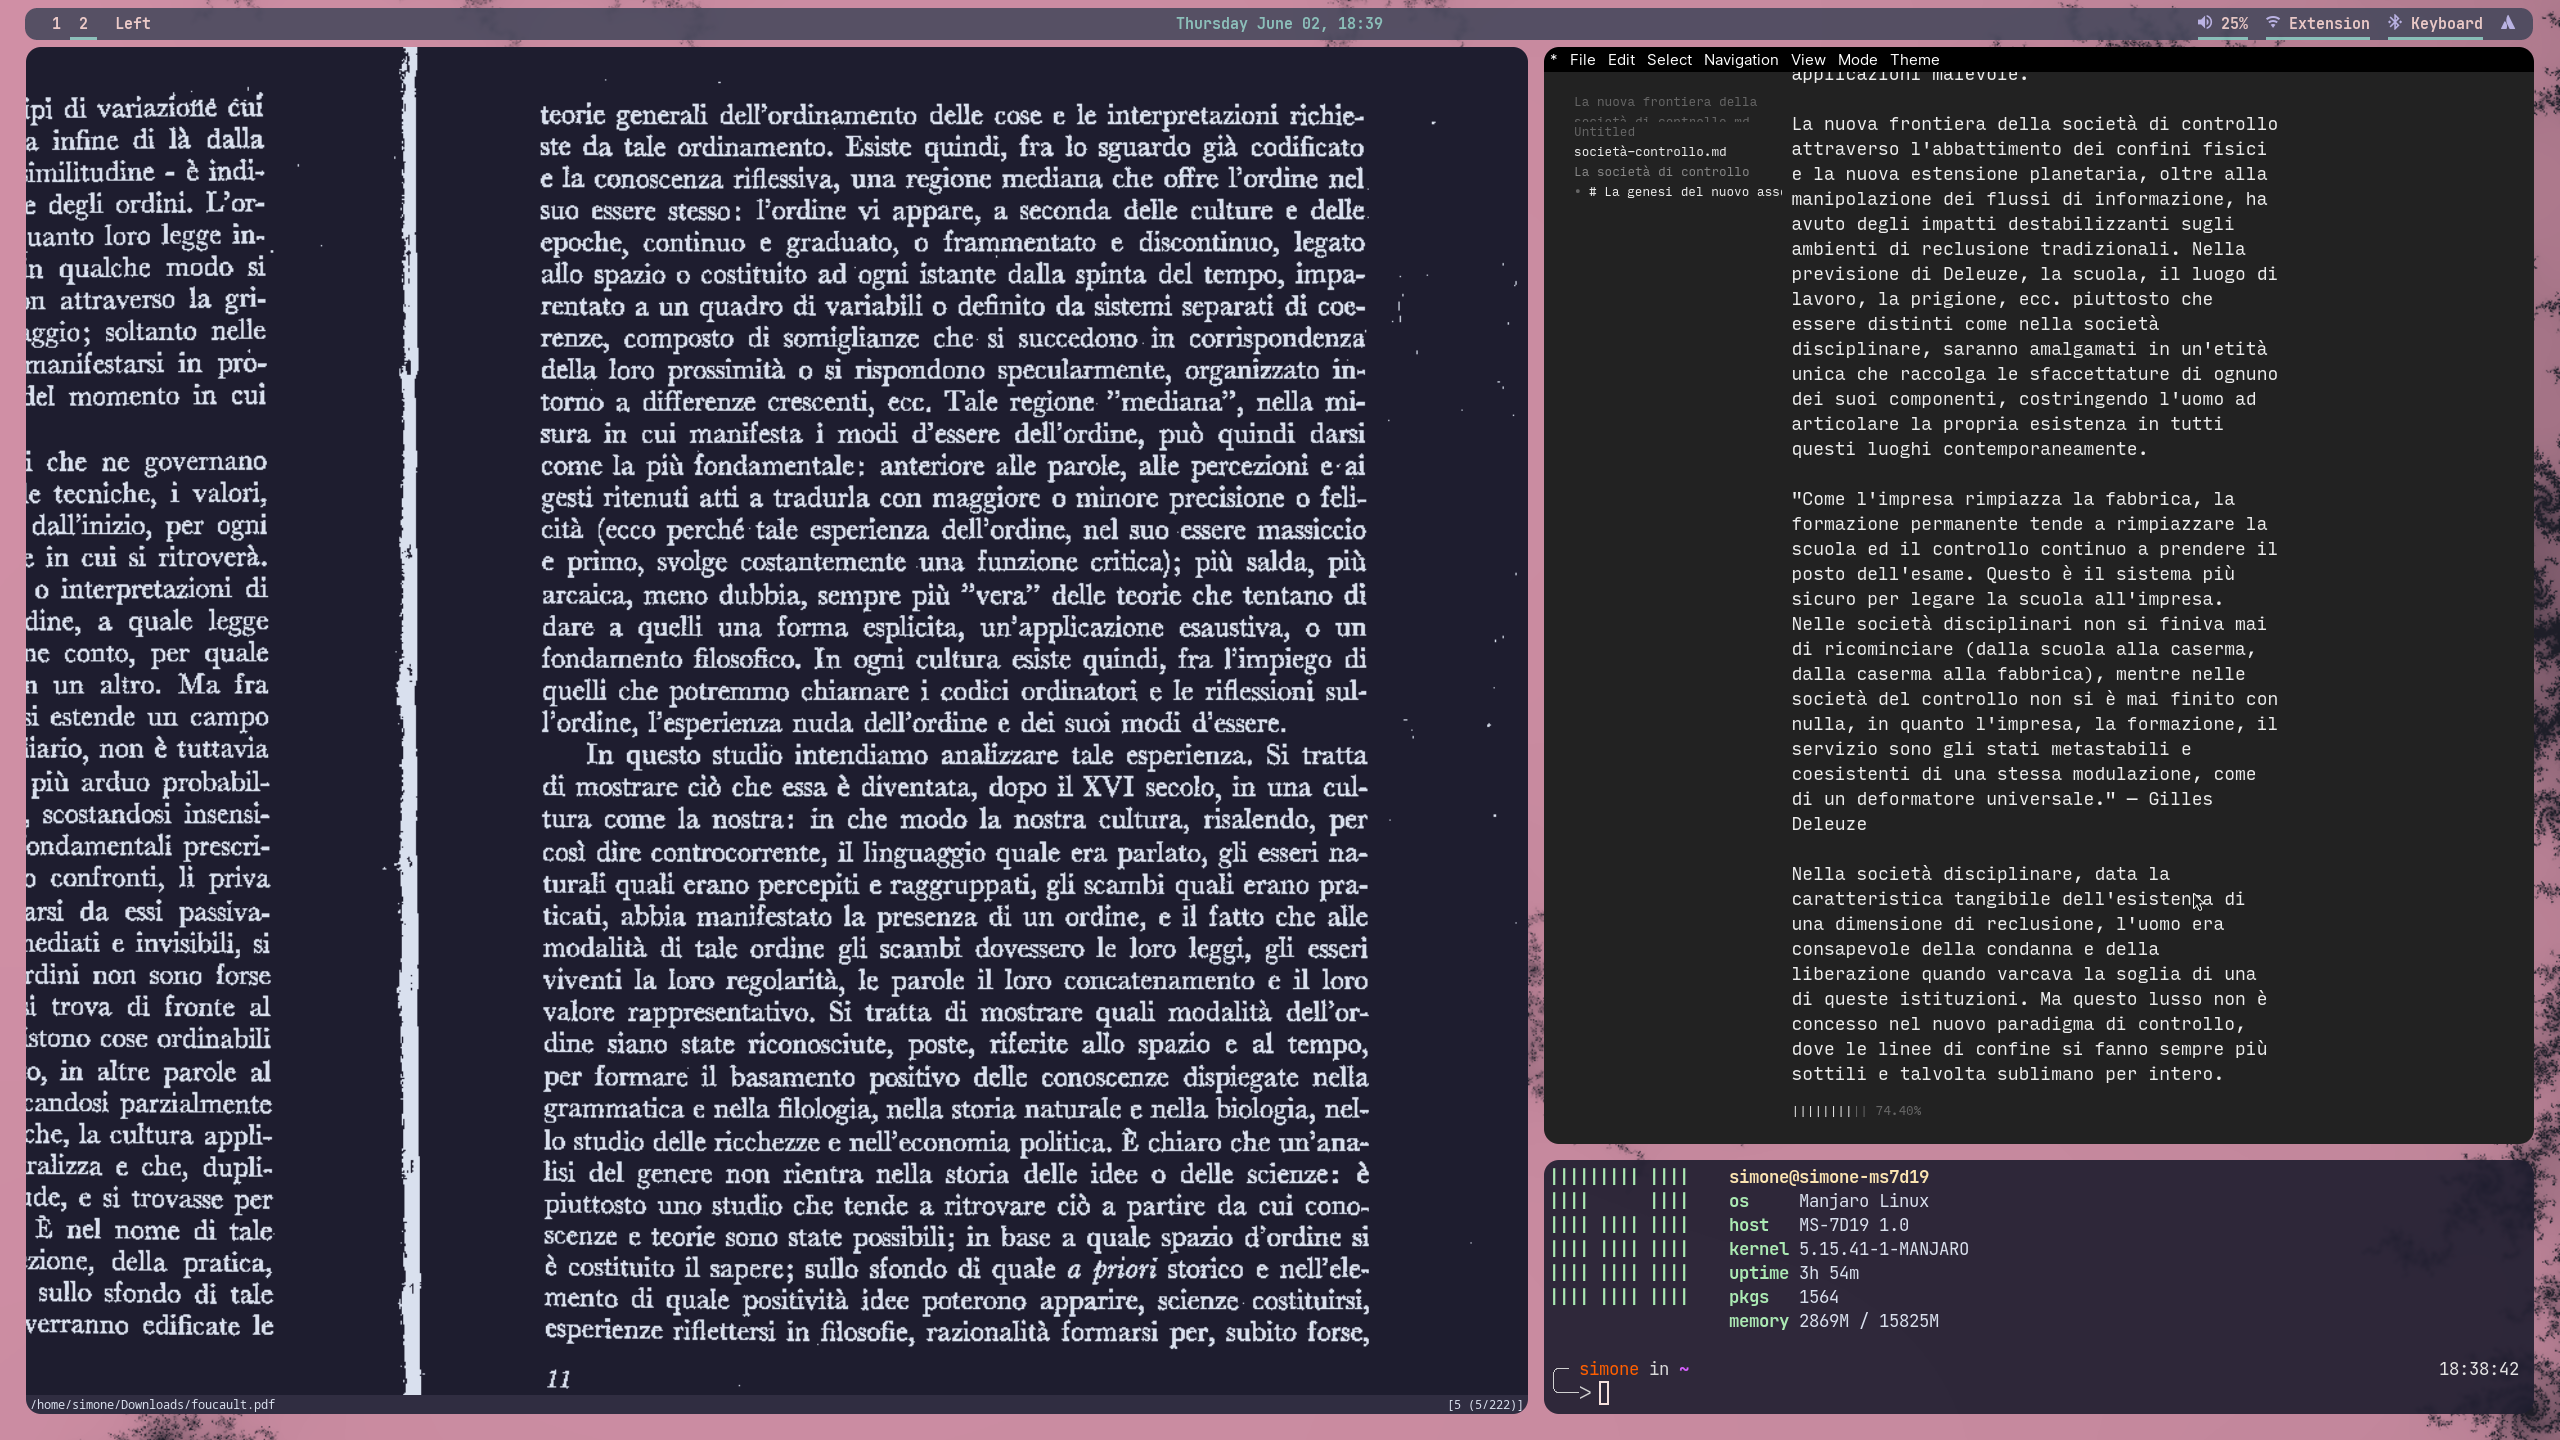 1 2 Left
Thursday June 02, 18:39
25% Extension Keyboard
ipi di variazione cui
a infine di là dalla
similitudine - è indi-
e degli ordini. L'or-
uanto loro legge in-
in qualche modo si
on attraverso la gri-
aggio; soltanto nelle
manifestarsi in pro-
del momento in cui
i che ne governano
le tecniche, i valori,
dall'inizio, per ogni
e in cui si ritroverà.
o interpretazioni di
dine, a quale legge
ne conto, per quale
n un altro. Ma fra
si estende un campo
iario, non è tuttavia
più arduo probabil-
, scostandosi insensi-
ondamentali prescri-
o confronti, li priva
arsi da essi passiva-
mediati e invisibili, si
rdini non sono forse
si trova di fronte al
istono cose ordinabili
o, in altre parole al
candosi parzialmente
che, la cultura appli-
ralizza e che, dupli-
ude, e si trovasse per
È nel nome di tale
zione, della pratica,
sullo sfondo di tale
verranno edificate le
teorie generali dell'ordinamento delle cose e le interpretazioni richie-
ste da tale ordinamento. Esiste quindi, fra lo sguardo già codificato
e la conoscenza riflessiva, una regione mediana che offre l'ordine nel
suo essere stesso: l'ordine vi appare, a seconda delle culture e delle
epoche, continuo e graduato, o frammentato e discontinuo, legato
allo spazio o costituito ad ogni istante dalla spinta del tempo, impa-
rentato a un quadro di variabili o definito da sistemi separati di coe-
renze, composto di somiglianze che si succedono in corrispondenza
della loro prossimità o si rispondono specularmente, organizzato in-
torno a differenze crescenti, ecc. Tale regione ”mediana”, nella mi-
sura in cui manifesta i modi d'essere dell'ordine, può quindi darsi
come la più fondamentale: anteriore alle parole, alle percezioni e ai
gesti ritenuti atti a tradurla con maggiore o minore precisione o feli-
cità (ecco perché tale esperienza dell'ordine, nel suo essere massiccio
e primo, svolge costantemente una funzione critica); più salda, più
arcaica, meno dubbia, sempre più ”vera” delle teorie che tentano di
dare a quelli una forma esplicita, un'applicazione esaustiva, o un
fondamento filosofico. In ogni cultura esiste quindi, fra l'impiego di
quelli che potremmo chiamare i codici ordinatori e le riflessioni sul-
l'ordine, l'esperienza nuda dell'ordine e dei suoi modi d'essere.
In questo studio intendiamo analizzare tale esperienza. Si tratta
di mostrare ciò che essa è diventata, dopo il XVI secolo, in una cul-
tura come la nostra: in che modo la nostra cultura, risalendo, per
così dire controcorrente, il linguaggio quale era parlato, gli esseri na-
turali quali erano percepiti e raggruppati, gli scambi quali erano pra-
ticati, abbia manifestato la presenza di un ordine, e il fatto che alle
modalità di tale ordine gli scambi dovessero le loro leggi, gli esseri
viventi la loro regolarità, le parole il loro concatenamento e il loro
valore rappresentativo. Si tratta di mostrare quali modalità dell'or-
dine siano state riconosciute, poste, riferite allo spazio e al tempo,
per formare il basamento positivo delle conoscenze dispiegate nella
grammatica e nella filologia, nella storia naturale e nella biologia, nel-
lo studio delle ricchezze e nell'economia politica. È chiaro che un'ana-
lisi del genere non rientra nella storia delle idee o delle scienze: è
piuttosto uno studio che tende a ritrovare ciò a partire da cui cono-
scenze e teorie sono state possibili; in base a quale spazio d'ordine si
è costituito il sapere; sullo sfondo di quale a priori storico e nell'ele-
mento di quale positività idee poterono apparire, scienze costituirsi,
esperienze riflettersi in filosofie, razionalità formarsi per, subito forse,
11
/home/simone/Downloads/foucault.pdf
[5 (5/222)]
* File Edit Select Navigation View Mode Theme
La nuova frontiera della
società di controllo.md
Untitled
società-controllo.md
La società di controllo
• # La genesi del nuovo ass
applicazioni malevole.
La nuova frontiera della società di controllo
attraverso l'abbattimento dei confini fisici
e la nuova estensione planetaria, oltre alla
manipolazione dei flussi di informazione, ha
avuto degli impatti destabilizzanti sugli
ambienti di reclusione tradizionali. Nella
previsione di Deleuze, la scuola, il luogo di
lavoro, la prigione, ecc. piuttosto che
essere distinti come nella società
disciplinare, saranno amalgamati in un'etità
unica che raccolga le sfaccettature di ognuno
dei suoi componenti, costringendo l'uomo ad
articolare la propria esistenza in tutti
questi luoghi contemporaneamente.
"Come l'impresa rimpiazza la fabbrica, la
formazione permanente tende a rimpiazzare la
scuola ed il controllo continuo a prendere il
posto dell'esame. Questo è il sistema più
sicuro per legare la scuola all'impresa.
Nelle società disciplinari non si finiva mai
di ricominciare (dalla scuola alla caserma,
dalla caserma alla fabbrica), mentre nelle
società del controllo non si è mai finito con
nulla, in quanto l'impresa, la formazione, il
servizio sono gli stati metastabili e
coesistenti di una stessa modulazione, come
di un deformatore universale." — Gilles
Deleuze
Nella società disciplinare, data la
caratteristica tangibile dell'esistenza di
una dimensione di reclusione, l'uomo era
consapevole della condanna e della
liberazione quando varcava la soglia di una
di queste istituzioni. Ma questo lusso non è
concesso nel nuovo paradigma di controllo,
dove le linee di confine si fanno sempre più
sottili e talvolta sublimano per intero.
|||||||||| 74.40%
simone@simone-ms7d19
os Manjaro Linux
host MS-7D19 1.0
kernel 5.15.41-1-MANJARO
uptime 3h 54m
pkgs 1564
memory 2869M / 15825M
simone in ~
18:38:42
>